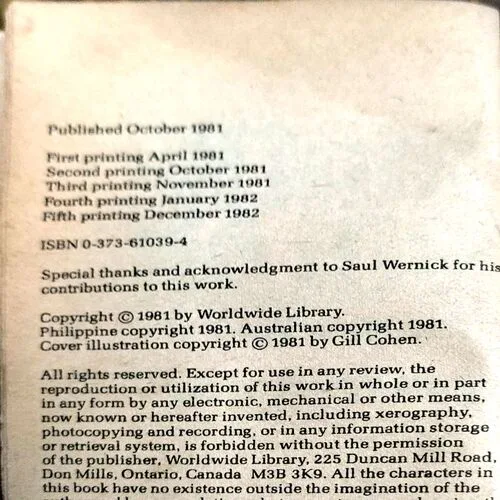 Published October 1981
First printing April 1981
Second printing October 1981
Third printing November 1981
Fourth printing January 1982
Fifth printing December 1982
ISBN 0-373-61039-4
Special thanks and acknowledgment to Saul Wernick for his
contributions to this work.
Copyright © 1981 by Worldwide Library.
Philippine copyright 1981. Australian copyright 1981.
Cover illustration copyright © 1981 by Gill Cohen.
All rights reserved. Except for use in any review, the
reproduction or utilization of this work in whole or in part
in any form by any electronic, mechanical or other means,
now known or hereafter invented, including xerography,
photocopying and recording, or in any information storage
or retrieval system, is forbidden without the permission
of the publisher, Worldwide Library, 225 Duncan Mill Road,
Don Mills, Ontario, Canada M3B 3K9. All the characters in
this book have no existence outside the imagination of the